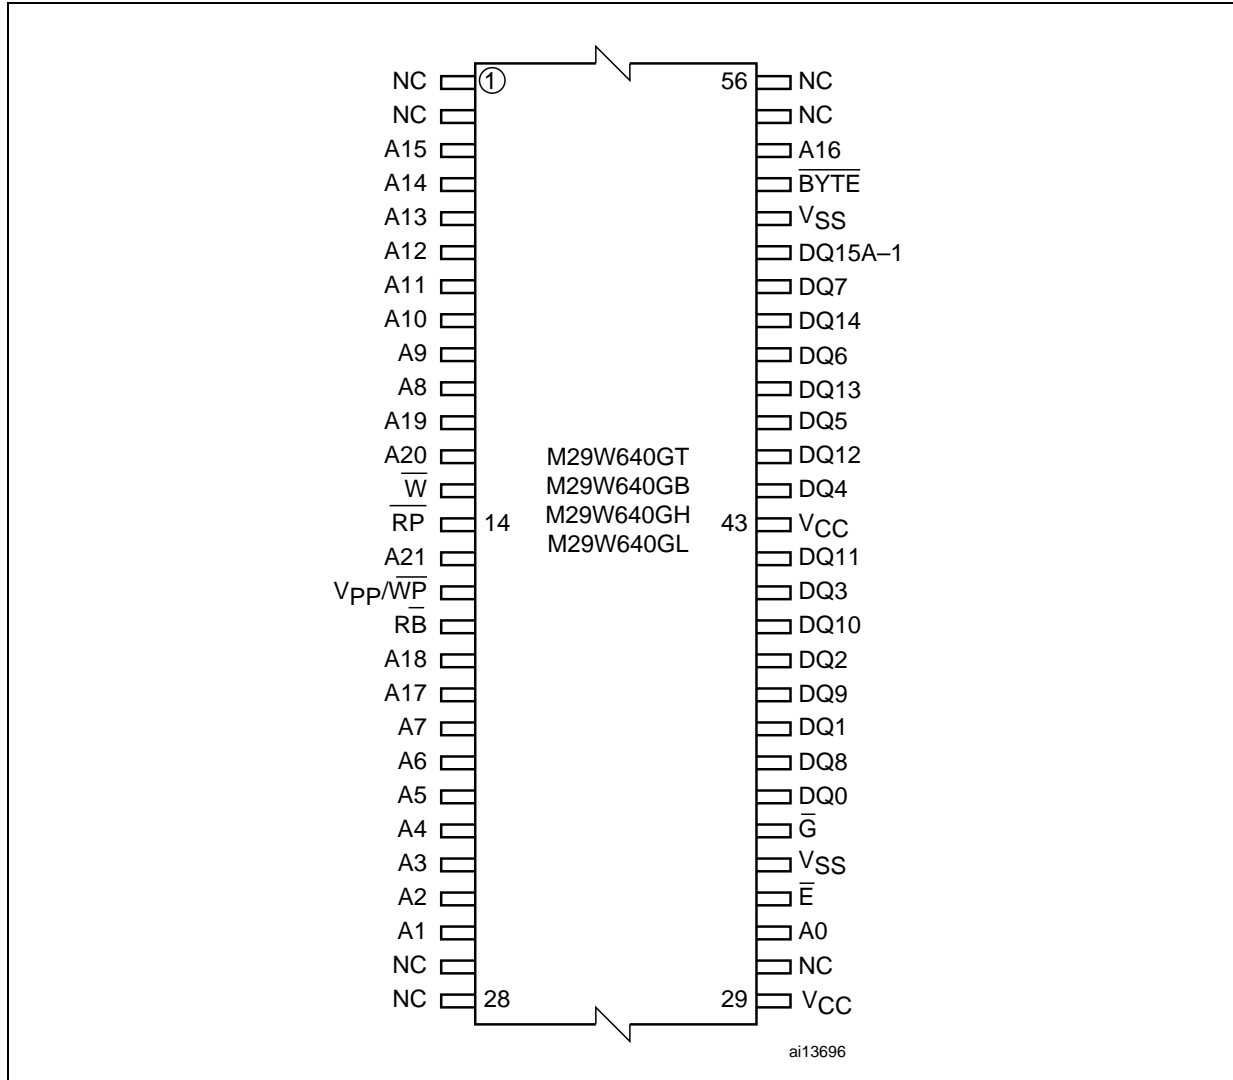 NC 1 56 NC
NC NC
A15 A16
A14 B̅Y̅T̅E̅
A13 VSS
A12 DQ15A–1
A11 DQ7
A10 DQ14
A9 DQ6
A8 DQ13
A19 DQ5
A20 M29W640GT DQ12
W̅ M29W640GB DQ4
R̅P̅ 14 M29W640GH 43 VCC
A21 M29W640GL DQ11
VPP/W̅P̅ DQ3
RB̅ DQ10
A18 DQ2
A17 DQ9
A7 DQ1
A6 DQ8
A5 DQ0
A4 G̅
A3 VSS
A2 E̅
A1 A0
NC NC
NC 28 29 VCC
ai13696